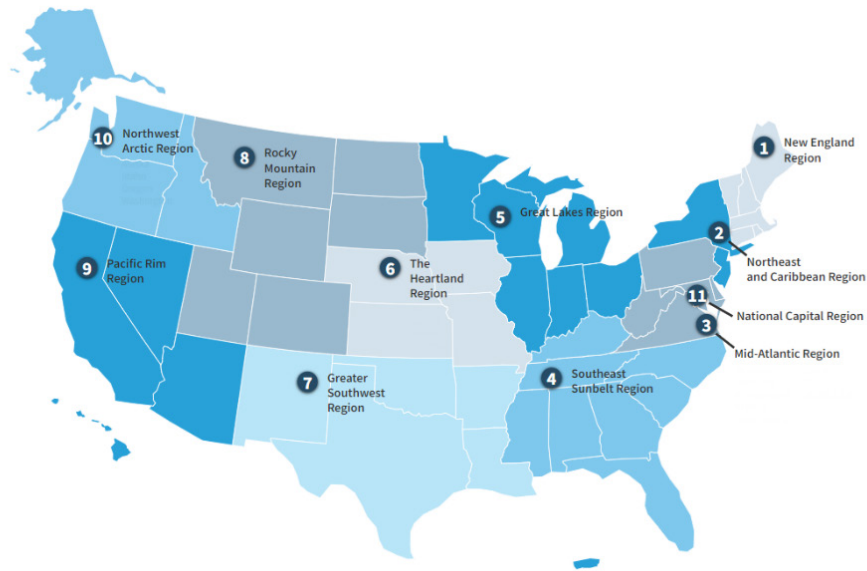 1
New England
Region
10
Northwest
Arctic Region
8
Rocky
Mountain
Region
5
Great Lakes Region
2
Northeast
and Caribbean Region
9
Pacific Rim
Region
6
The
Heartland
Region
11
National Capital Region
3
Mid-Atlantic Region
7
Greater
Southwest
Region
4
Southeast
Sunbelt Region